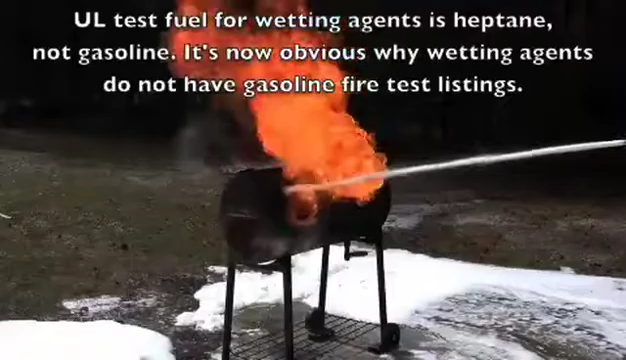 UL test fuel for wetting agents is heptane,
not gasoline. It's now obvious why wetting agents
do not have gasoline fire test listings.